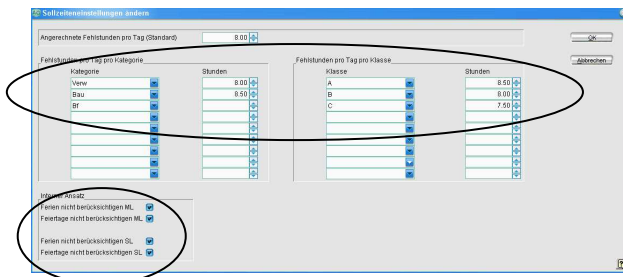 Sollzeiteneinstellungen ändern
Angerechnete Fehlstunden pro Tag (Standard) 8.00
OK
Abbrechen
Fehlstunden pro Tag pro Kategorie
Kategorie Stunden
Verw 8.00
Bau 8.50
Bf
Fehlstunden pro Tag pro Klasse
Klasse Stunden
A 8.50
B 8.00
C 7.50
Interner Ansatz
Ferien nicht berücksichtigen ML
Feiertage nicht berücksichtigen ML
Ferien nicht berücksichtigen SL
Feiertage nicht berücksichtigen SL
?